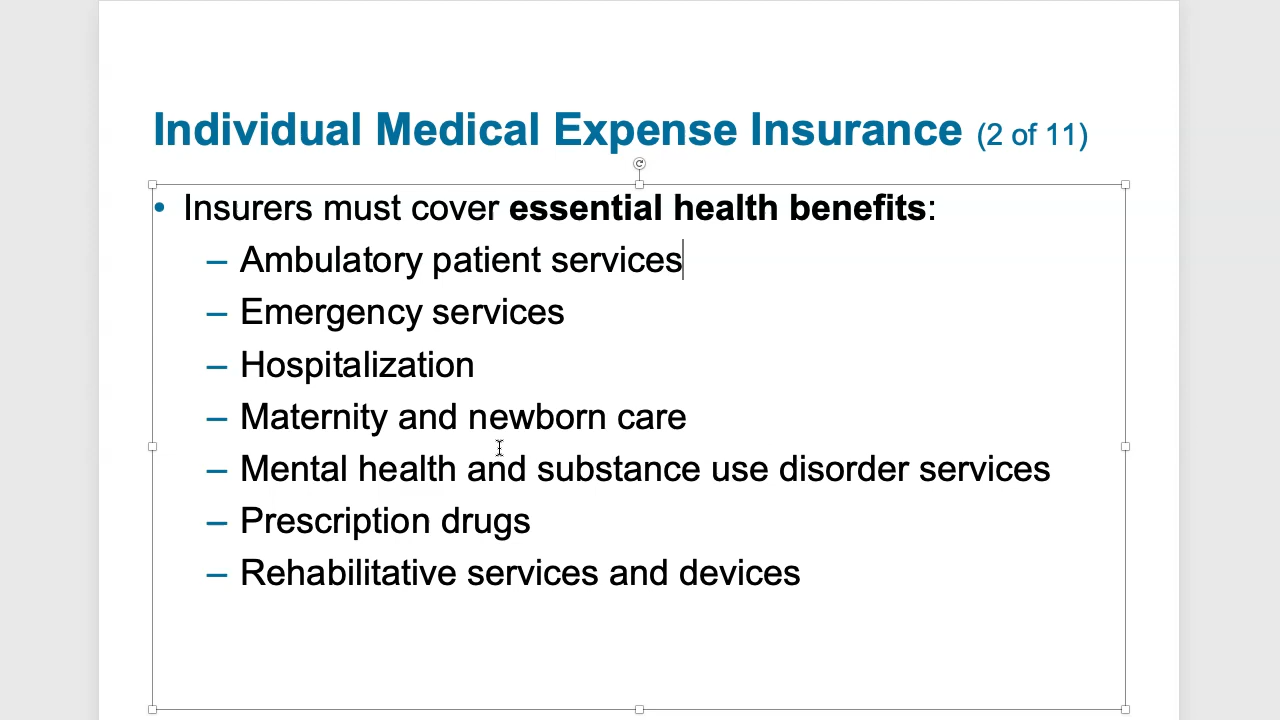 Individual Medical Expense Insurance (2 of 11)
• Insurers must cover essential health benefits:
– Ambulatory patient services
– Emergency services
– Hospitalization
– Maternity and newborn care
– Mental health and substance use disorder services
– Prescription drugs
– Rehabilitative services and devices